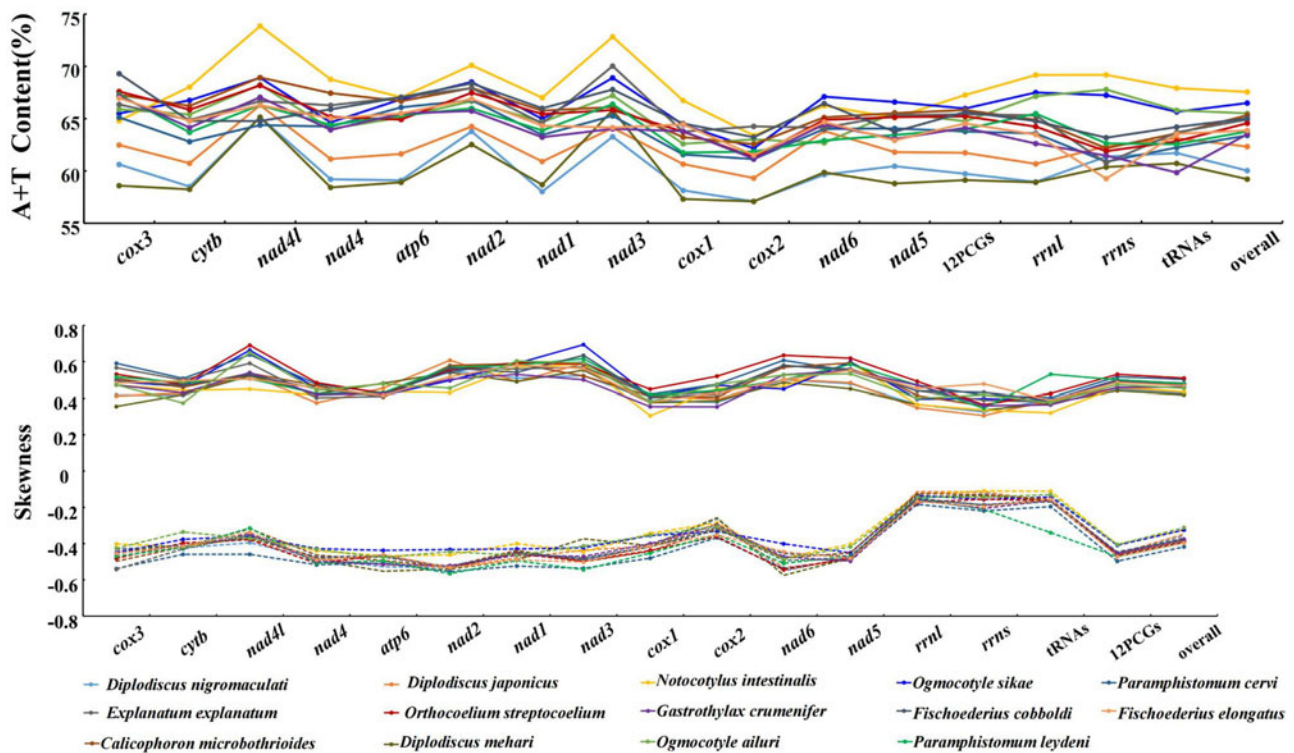 A+T Content(%)
75
70
65
60
55
cox3 cytb nad4l nad4 atp6 nad2 nad1 nad3 cox1 cox2 nad6 nad5 12PCGs rrnl rrns tRNAs overall
Skewness
0.8
0.6
0.4
0.2
0
-0.2
-0.4
-0.6
-0.8
cox3 cytb nad4l nad4 atp6 nad2 nad1 nad3 cox1 cox2 nad6 nad5 rrnl rrns tRNAs 12PCGs overall
Diplodiscus nigromaculati Diplodiscus japonicus Notocotylus intestinalis Ogmocotyle sikae Paramphistomum cervi
Explanatum explanatum Orthocoelium streptocoelium Gastrothylax crumenifer Fischoederius cobboldi Fischoederius elongatus
Calicophoron microbothrioides Diplodiscus mehari Ogmocotyle ailuri Paramphistomum leydeni